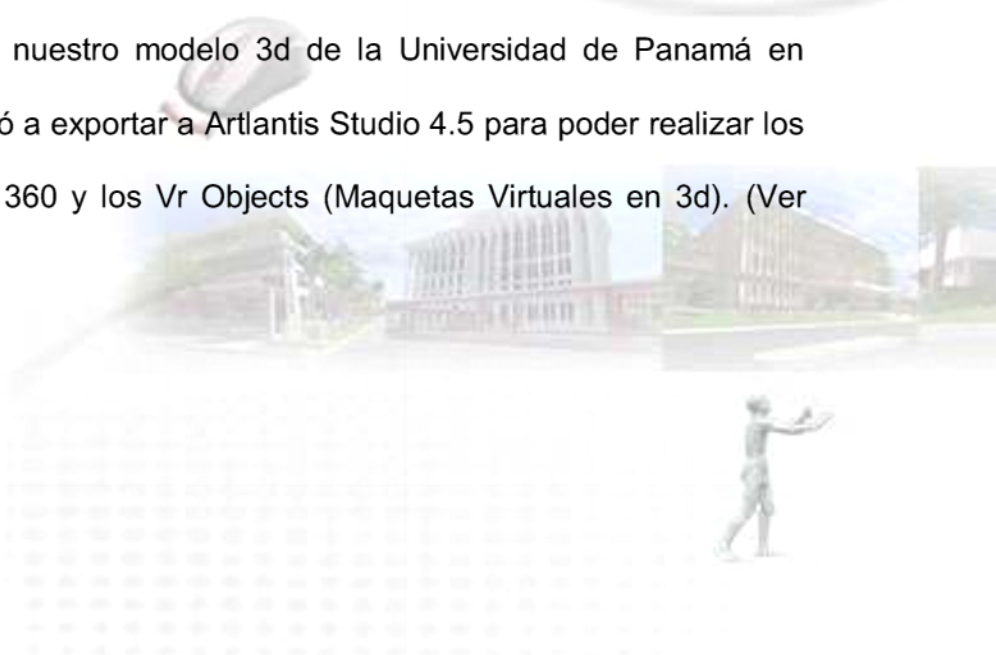 nuestro modelo 3d de la Universidad de Panamá en
ó a exportar a Artlantis Studio 4.5 para poder realizar los
360 y los Vr Objects (Maquetas Virtuales en 3d). (Ver